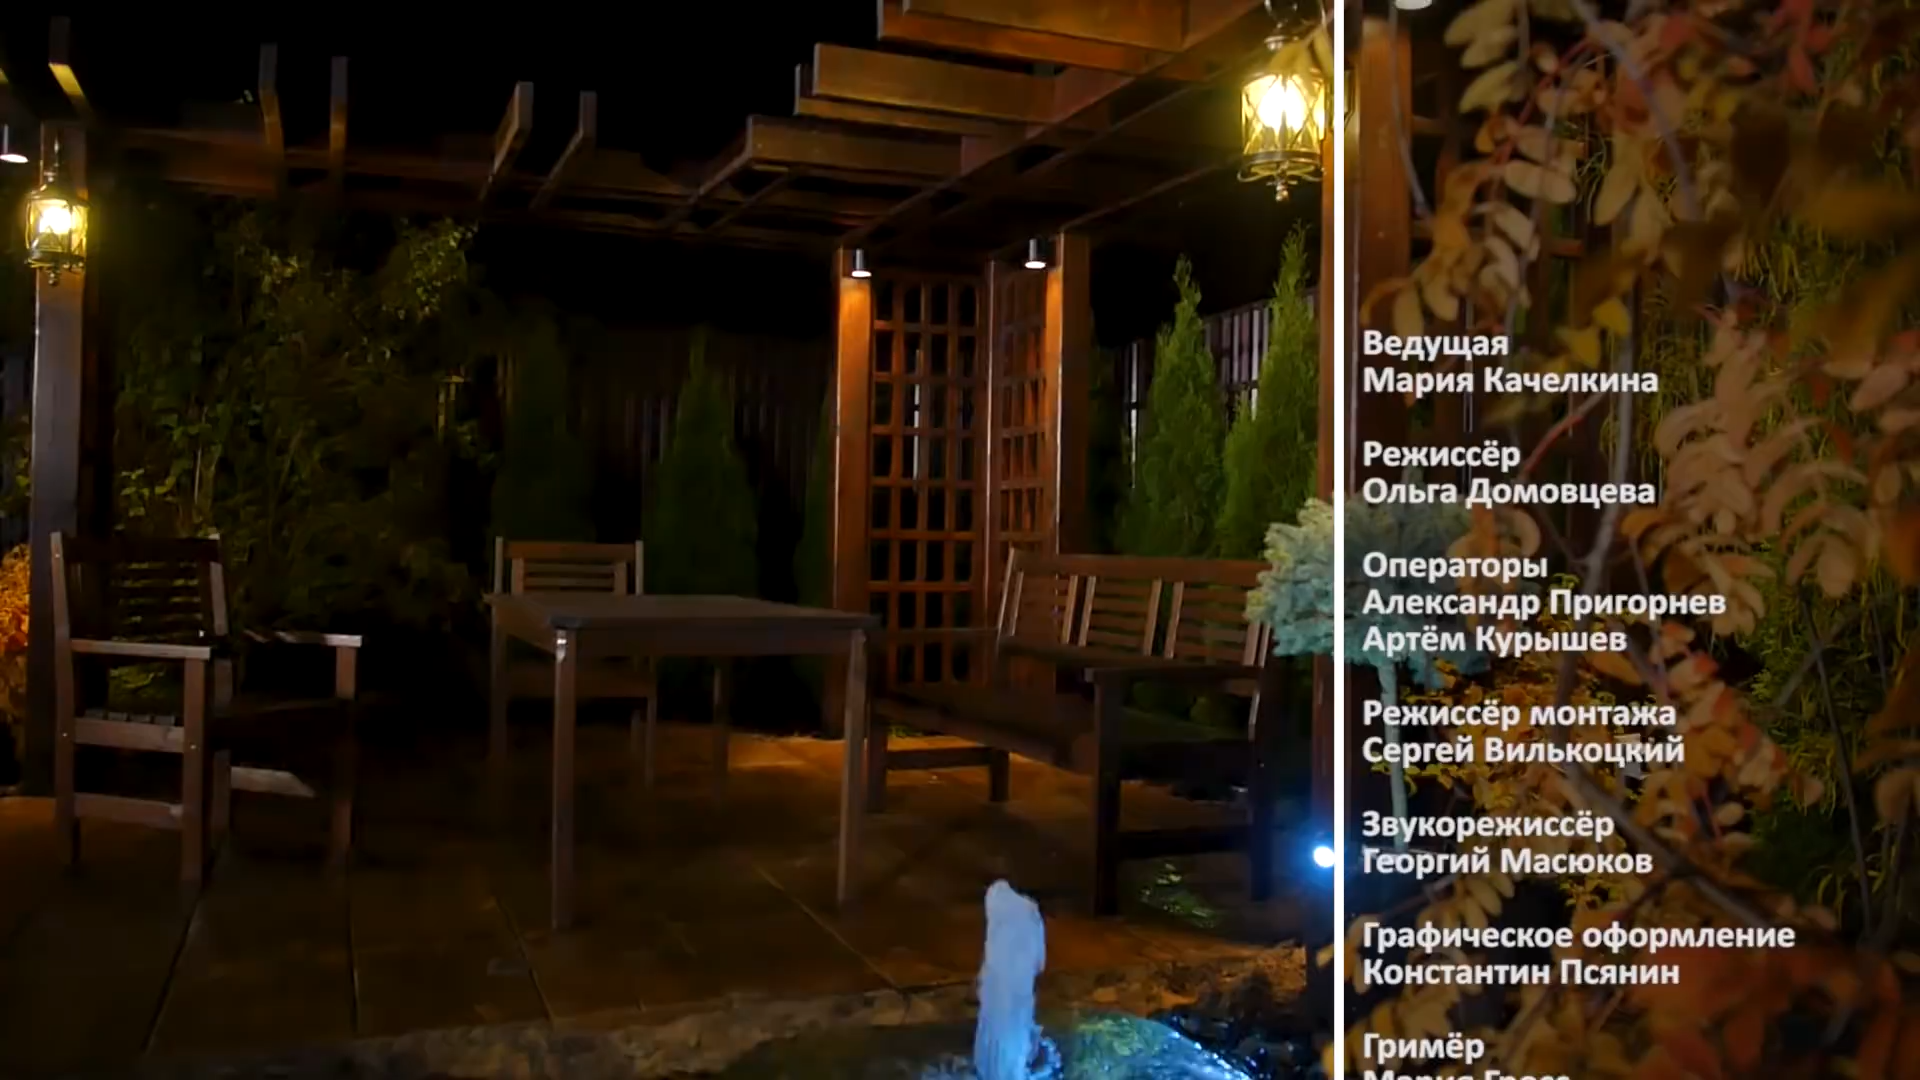 Ведущая
Мария Качелкина
Режиссёр
Ольга Домовцева
Операторы
Александр Пригорнев
Артём Курышев
Режиссёр монтажа
Сергей Вилькоцкий
Звукорежиссёр
Георгий Масюков
Графическое оформление
Константин Псянин
Гримёр